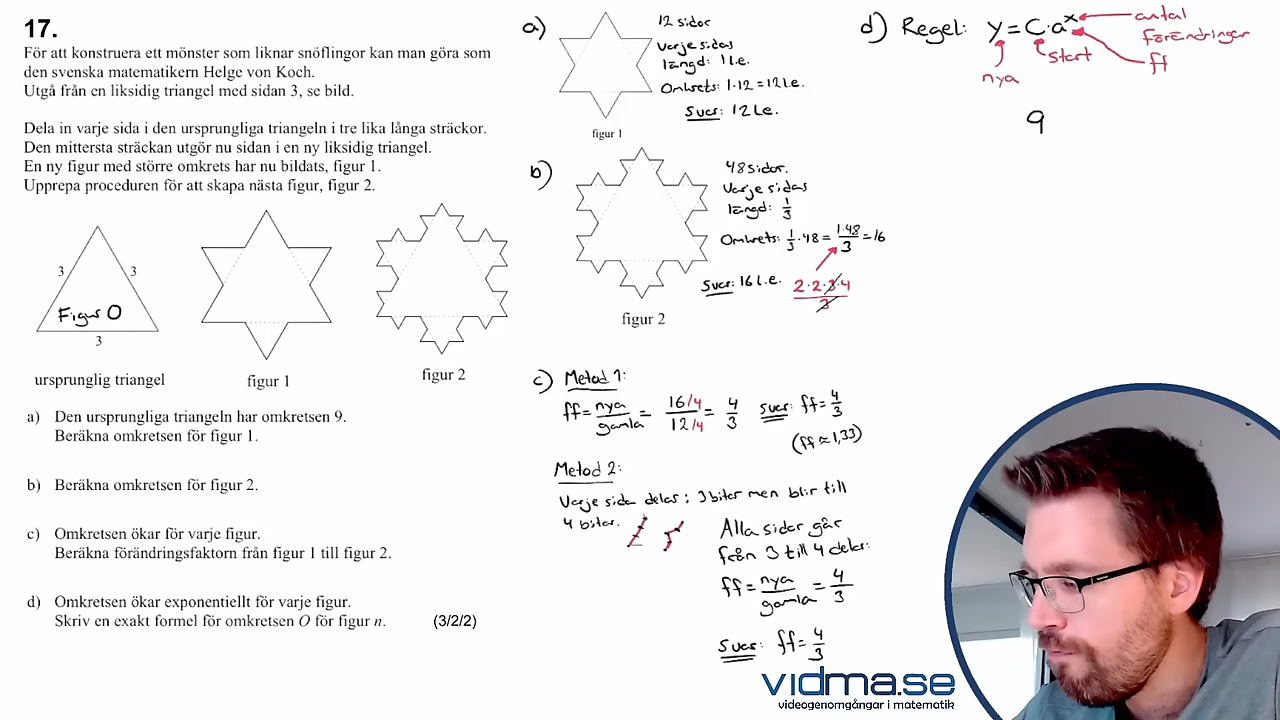 17.
För att konstruera ett mönster som liknar snöflingor kan man göra som
den svenska matematikern Helge von Koch.
Utgå från en liksidig triangel med sidan 3, se bild.
Dela in varje sida i den ursprungliga triangeln i tre lika långa sträckor.
Den mittersta sträckan utgör nu sidan i en ny liksidig triangel.
En ny figur med större omkrets har nu bildats, figur 1.
Upprepa proceduren för att skapa nästa figur, figur 2.
3
3
Figur 0
3
ursprunglig triangel
figur 1
figur 2
a) Den ursprungliga triangeln har omkretsen 9.
Beräkna omkretsen för figur 1.
b) Beräkna omkretsen för figur 2.
c) Omkretsen ökar för varje figur.
Beräkna förändringsfaktorn från figur 1 till figur 2.
d) Omkretsen ökar exponentiellt för varje figur.
Skriv en exakt formel för omkretsen O för figur n. (3/2/2)
a)
figur 1
12 sidor
Varje sidas
längd: 1 l.e.
Omkrets: 1·12=12 l.e.
Svar: 12 l.e.
b)
figur 2
48 sidor.
Varje sidas
längd: 1/3
Omkrets: 1/3·48 = 1·48/3 = 16
Svar: 16 l.e.
2·2·3·4/3
c) Metod 1:
ff = nya/gamla = 16/4 / 12/4 = 4/3
Svar: ff = 4/3
(ff ≈ 1,33)
Metod 2:
Varje sida delas i 3 bitar men blir till
4 bitar.
Alla sidor går
från 3 till 4 delar:
ff = nya/gamla = 4/3
Svar: ff = 4/3
d) Regel: y = C·a^x
antal
förändringar
ff
start
nya
9
vidma.se
videogenomgångar i matematik